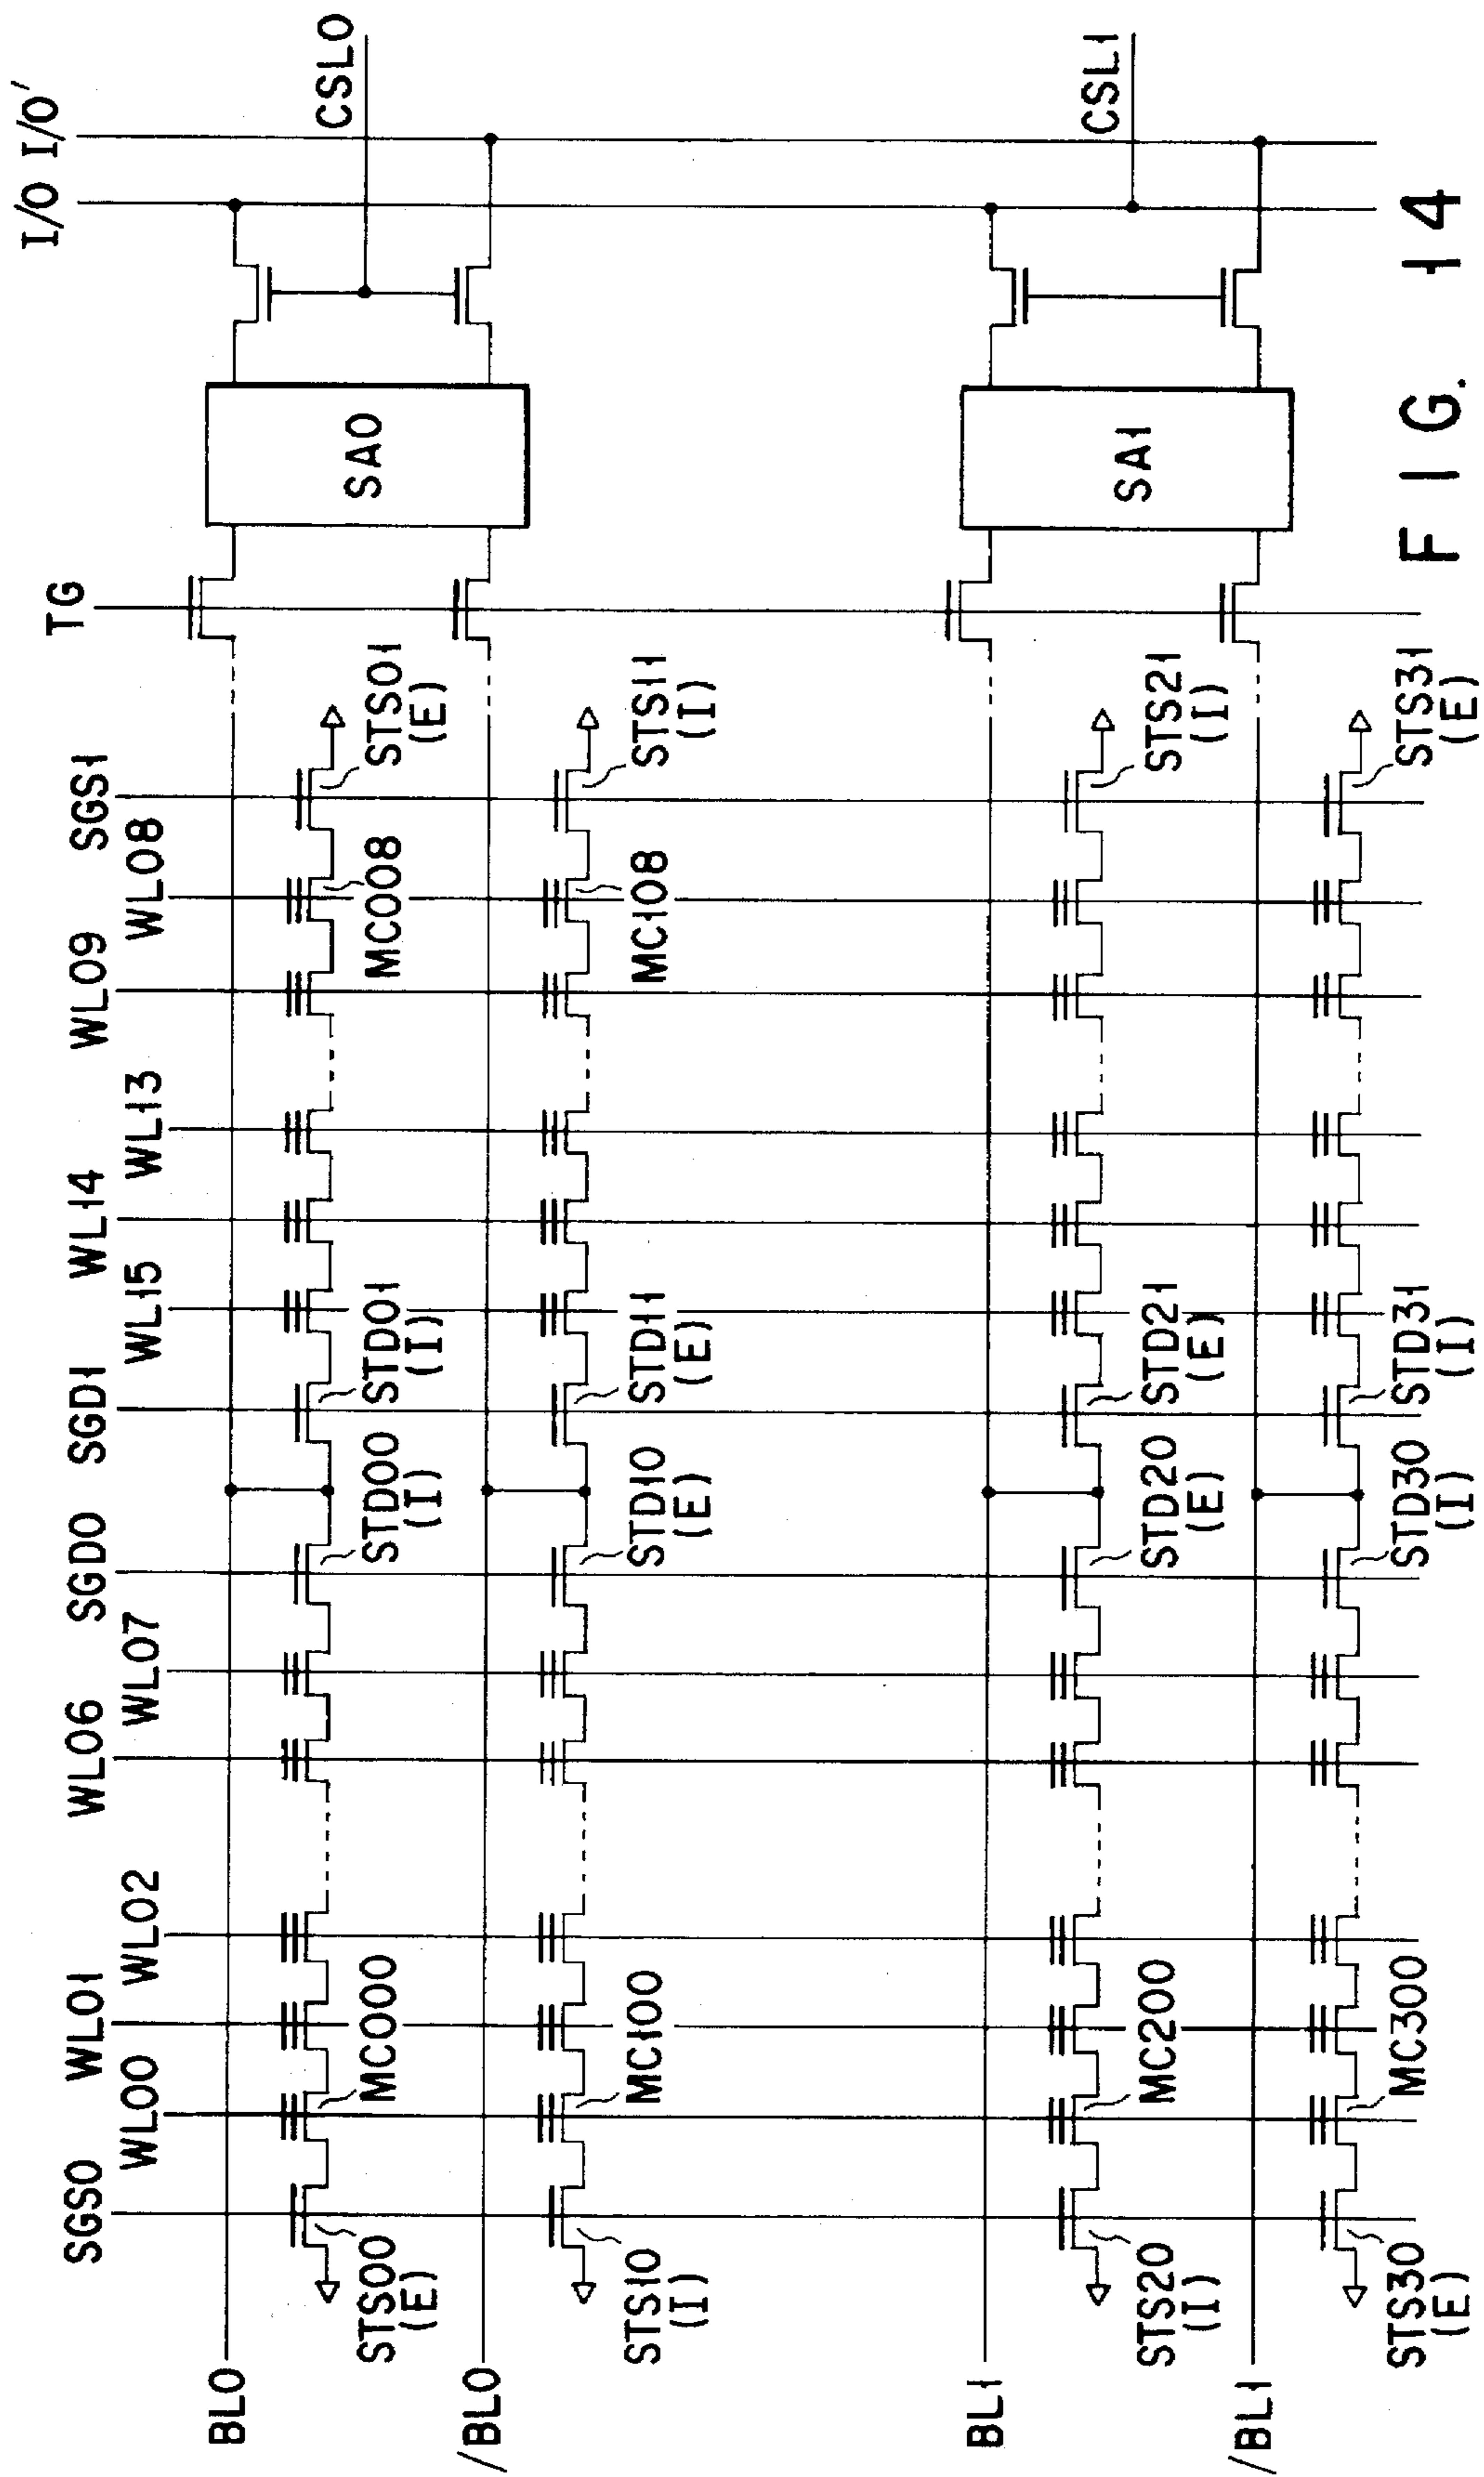 I/O I/O'
CSL0
CSL1
TG
SA0
SA1
SGS0
WL00
WL01
WL02
WL06
WL07
SGD0
SGD1
WL15
WL14
WL13
WL09
WL08
SGS1
BL0
STS00
(E)
MC000
STD00
(I)
STD01
(I)
MC008
STS01
(E)
/BL0
STS10
(I)
MC100
STD10
(E)
STD11
(E)
MC108
STS11
(I)
BL1
STS20
(I)
MC200
STD20
(E)
STD21
(E)
STS21
(I)
/BL1
STS30
(E)
MC300
STD30
(I)
STD31
(I)
STS31
(E)
FIG. 14